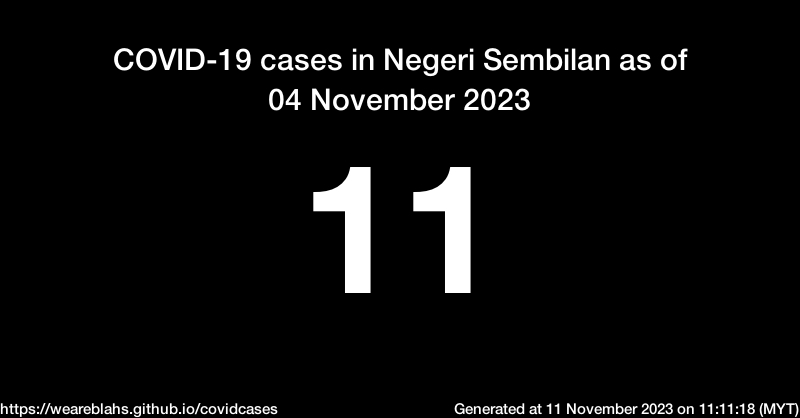 COVID-19 cases in Negeri Sembilan as of
04 November 2023
11
https://weareblahs.github.io/covidcases
Generated at 11 November 2023 on 11:11:18 (MYT)